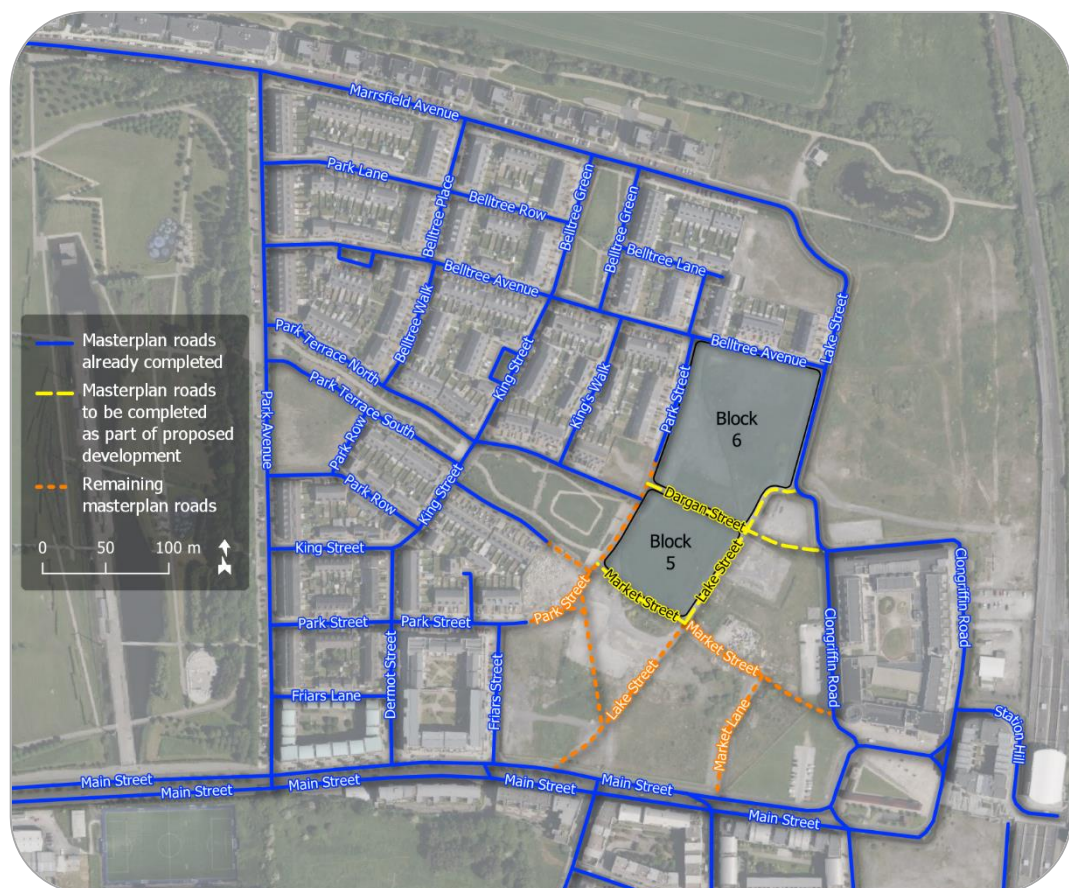 Marrsfield Avenue
Park Lane
Belltree Place
Belltree Row
Belltree Green
Belltree Green
Belltree Lane
Belltree Avenue
Belltree Avenue
Lake Street
Belltree Walk
King Street
King's Walk
Park Street
Park Terrace North
Park Terrace South
Park Avenue
Park Row
Park Row
King Street
King Street
Block
6
Dargan Street
Block
5
Lake Street
Market Street
Park Street
Market Street
Lake Street
Market Lane
Clongriffin Road
Clongriffin Road
Station Hill
Park Street
Park Street
Dermot Street
Friars Street
Friars Lane
Main Street
Main Street
Main Street
Main Street
Main Street
Main Street
Masterplan roads
already completed
Masterplan roads
to be completed
as part of proposed
development
Remaining
masterplan roads
0 50 100 m